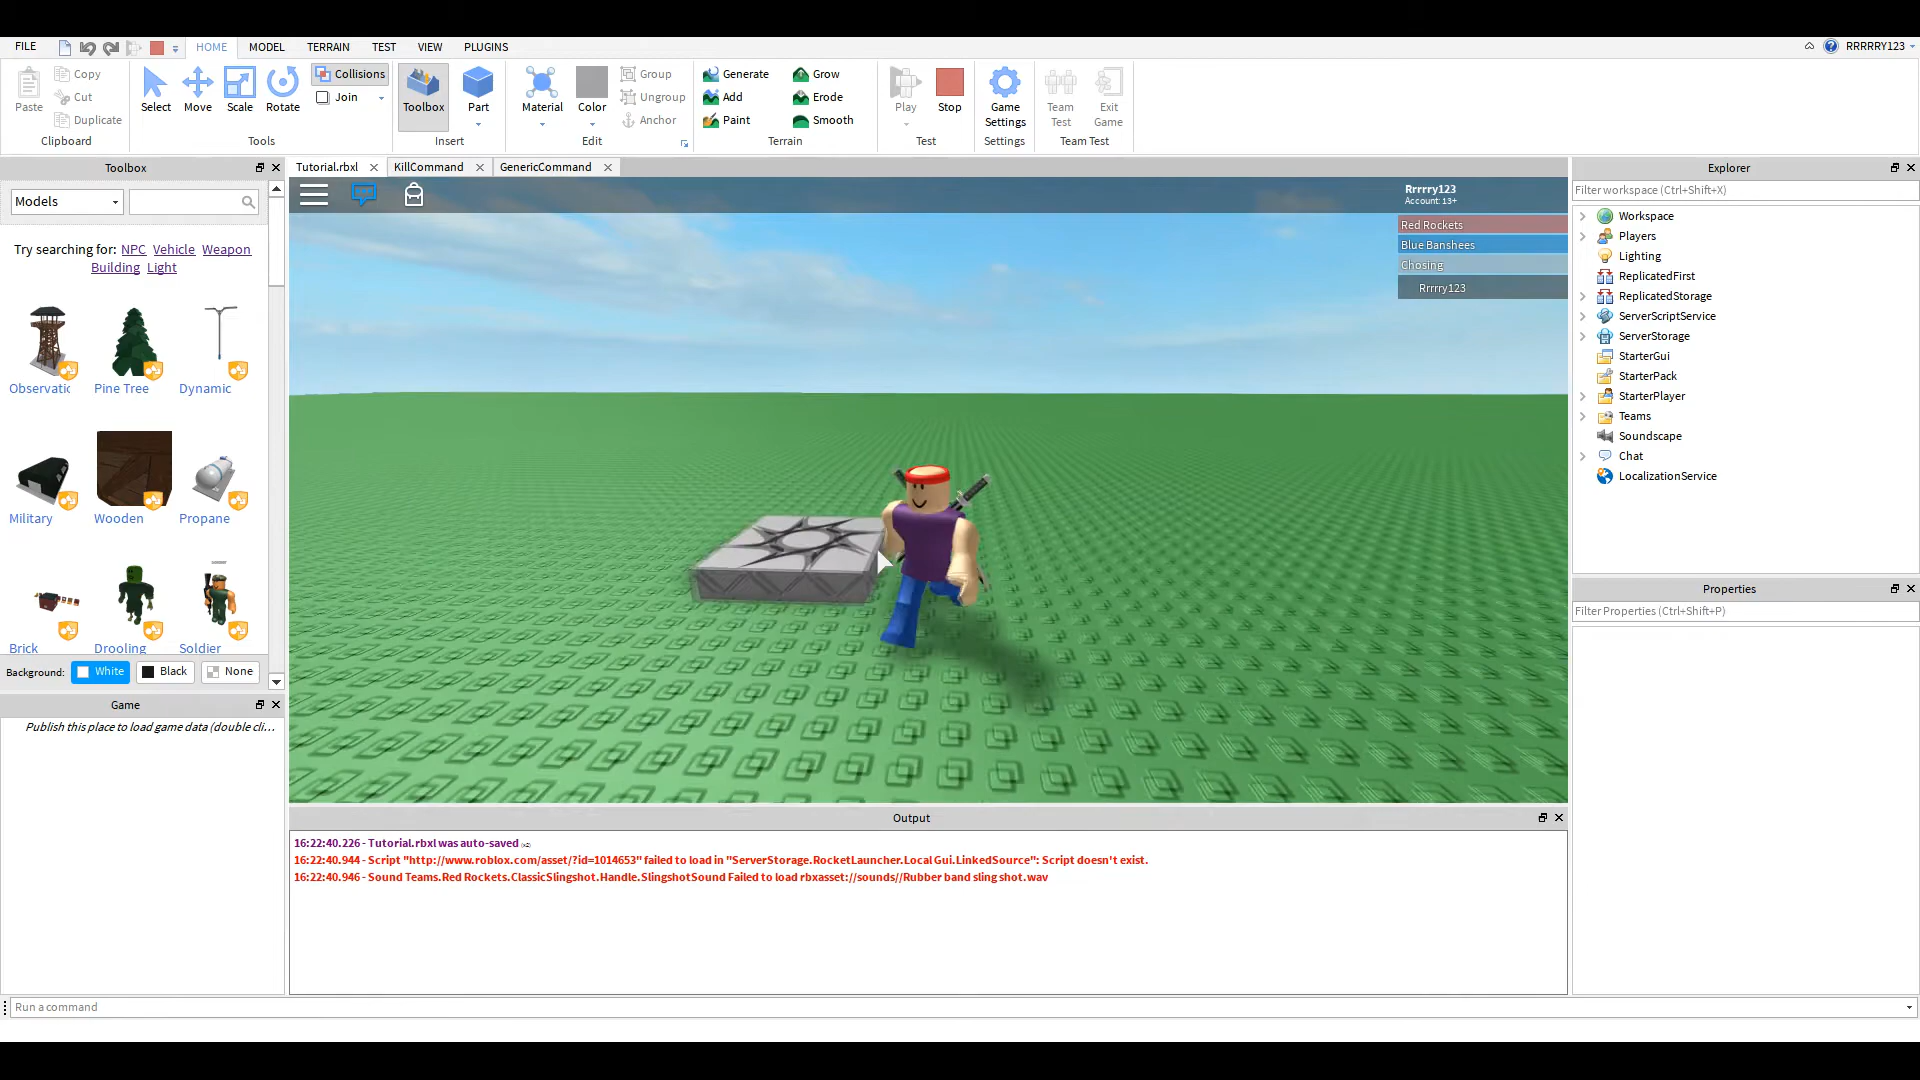 FILE HOME MODEL TERRAIN TEST VIEW PLUGINS RRRRRY123
Paste Copy Cut Duplicate
Clipboard
Select Move Scale Rotate Collisions Join
Tools
Toolbox Part
Insert
Material Color Group Ungroup Anchor
Edit
Generate Add Paint Grow Erode Smooth
Terrain
Play Stop
Test
Game Settings
Settings
Team Test Exit Game
Team Test
Toolbox
Models
Try searching for: NPC Vehicle Weapon
Building Light
Observatic Pine Tree Dynamic
Military Wooden Propane
Brick Drooling Soldier
Background: White Black None
Game
Publish this place to load game data (double cli...
Tutorial.rbxl KillCommand GenericCommand
Rrrrry123
Account: 13+
Red Rockets
Blue Banshees
Chosing
Rrrrry123
Output
16:22:40.226 - Tutorial.rbxl was auto-saved (x2)
16:22:40.944 - Script "http://www.roblox.com/asset/?id=1014653" failed to load in "ServerStorage.RocketLauncher.Local Gui.LinkedSource": Script doesn't exist.
16:22:40.946 - Sound Teams.Red Rockets.ClassicSlingshot.Handle.SlingshotSound Failed to load rbxasset://sounds//Rubber band sling shot.wav
Explorer
Filter workspace (Ctrl+Shift+X)
Workspace
Players
Lighting
ReplicatedFirst
ReplicatedStorage
ServerScriptService
ServerStorage
StarterGui
StarterPack
StarterPlayer
Teams
Soundscape
Chat
LocalizationService
Properties
Filter Properties (Ctrl+Shift+P)
Run a command